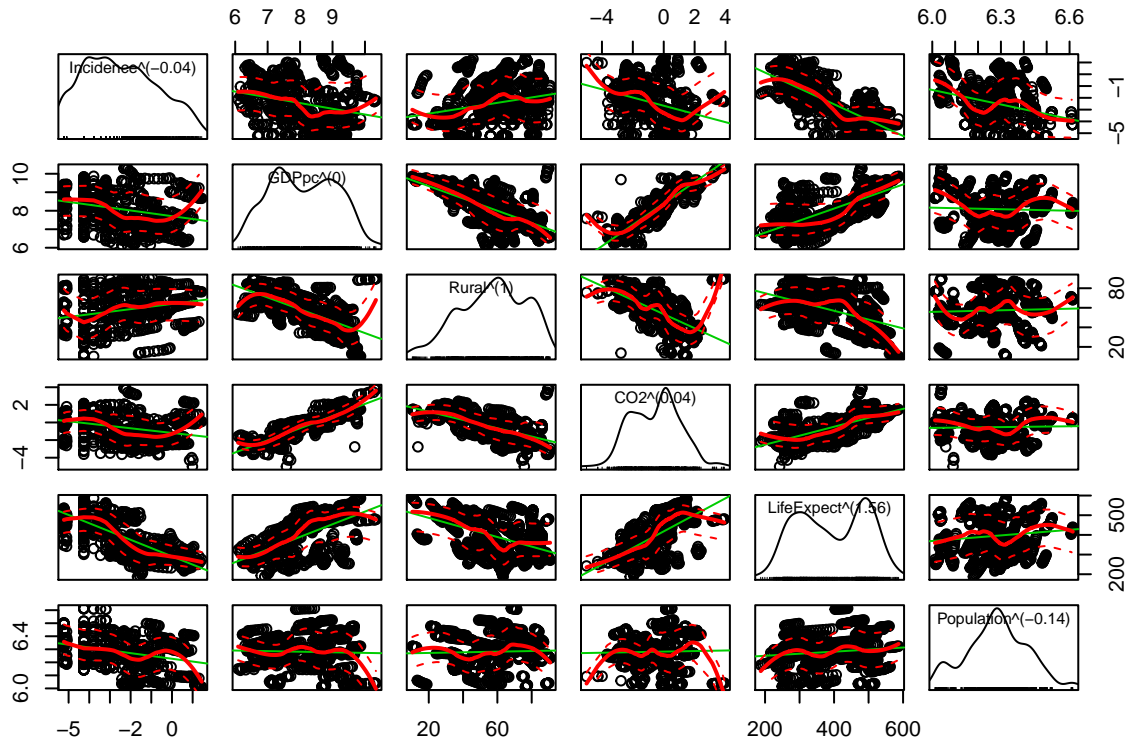 6 7 8 9
−4 0 2 4
6.0 6.3 6.6
Incidence^(−0.04)
−5 −1
6 8 10
GDPpc^(0)
Rural^(1)
20 80
−4 2
CO2^(0.04)
LifeExpect^(1.56)
200 500
6.0 6.4
Population^(−0.14)
−5 −2 0
20 60
200 400 600